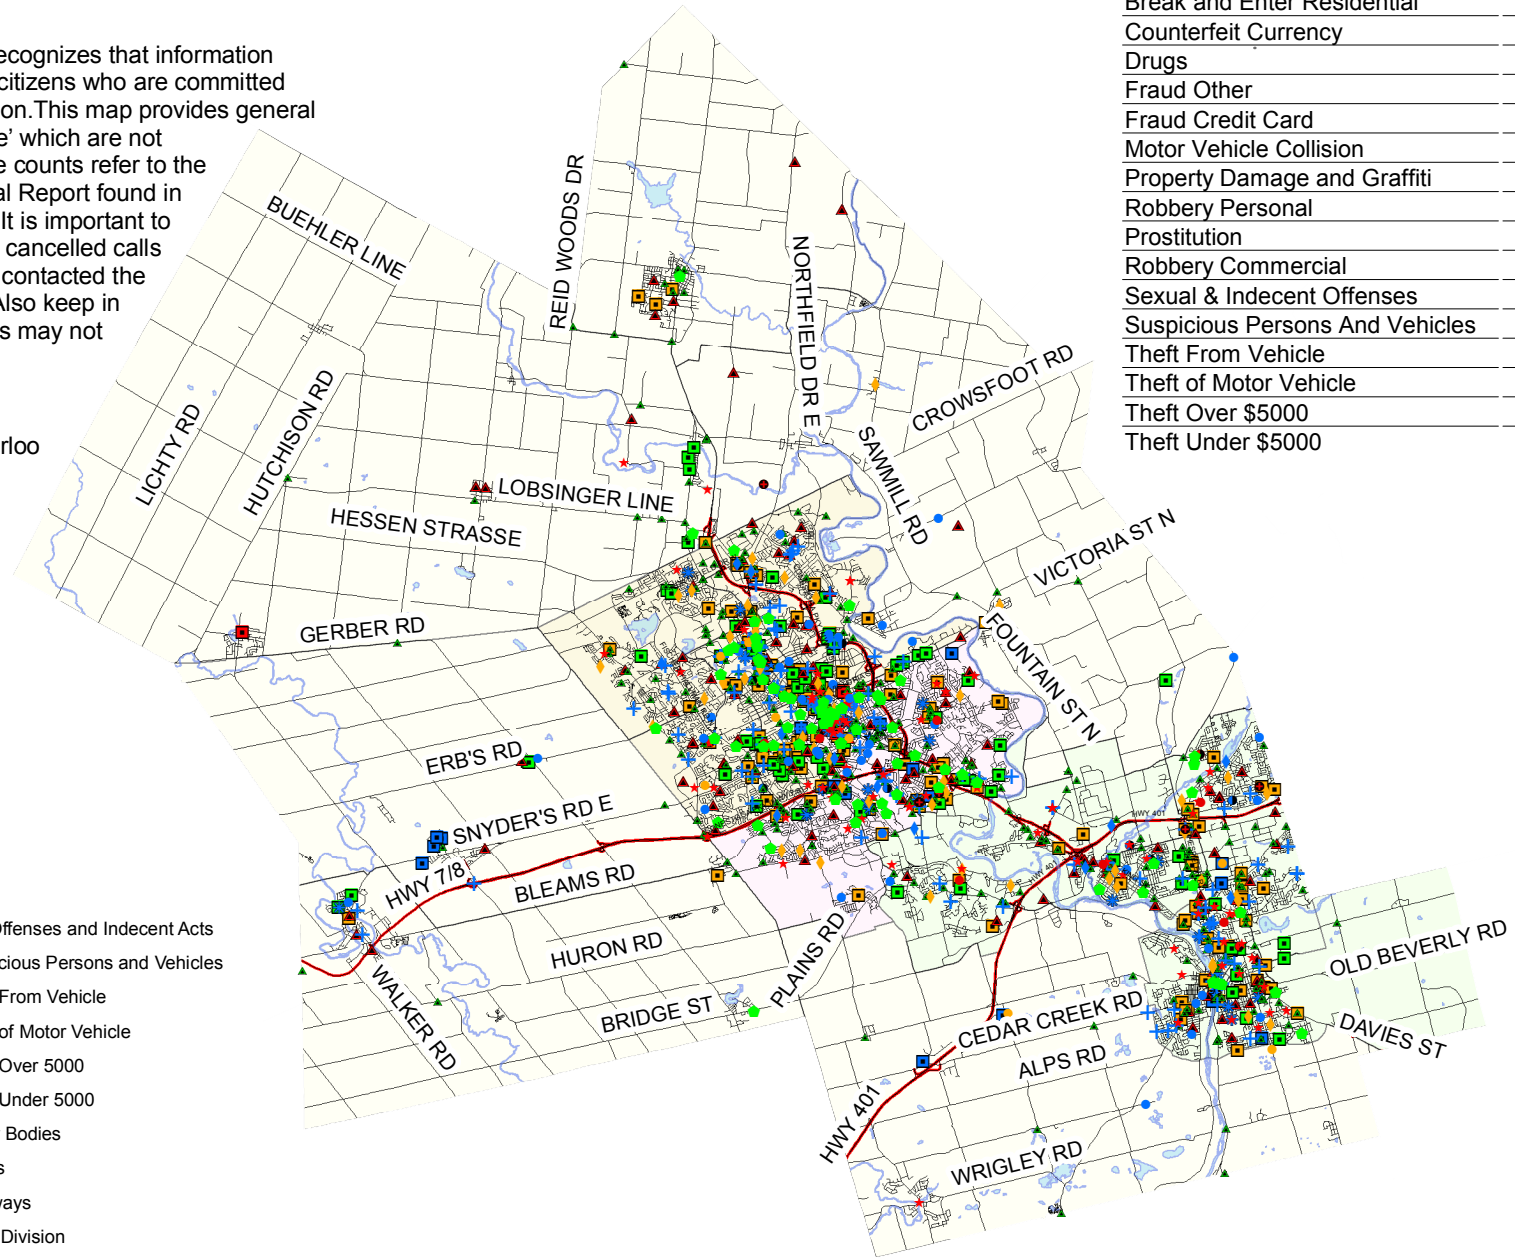 ecognizes that information
citizens who are committed
on.This map provides general
e’ which are not
e counts refer to the
al Report found in
It is important to
cancelled calls
contacted the
Also keep in
s may not
rloo
Break and Enter Residential
Counterfeit Currency
Drugs
Fraud Other
Fraud Credit Card
Motor Vehicle Collision
Property Damage and Graffiti
Robbery Personal
Prostitution
Robbery Commercial
Sexual & Indecent Offenses
Suspicious Persons And Vehicles
Theft From Vehicle
Theft of Motor Vehicle
Theft Over $5000
Theft Under $5000
BUEHLER LINE
REID WOODS DR
NORTHFIELD DR E
CROWSFOOT RD
LICHTY RD
HUTCHISON RD
SAWMILL RD
LOBSINGER LINE
HESSEN STRASSE
VICTORIA ST N
GERBER RD
FOUNTAIN ST N
ERB'S RD
SNYDER'S RD E
HWY 401
HWY 401
HWY 7/8
BLEAMS RD
HURON RD
PLAINS RD
OLD BEVERLY RD
WALKER RD
BRIDGE ST
CEDAR CREEK RD
DAVIES ST
ALPS RD
HWY 401
WRIGLEY RD
Offenses and Indecent Acts
cious Persons and Vehicles
From Vehicle
of Motor Vehicle
Over 5000
Under 5000
Bodies
s
ways
Division